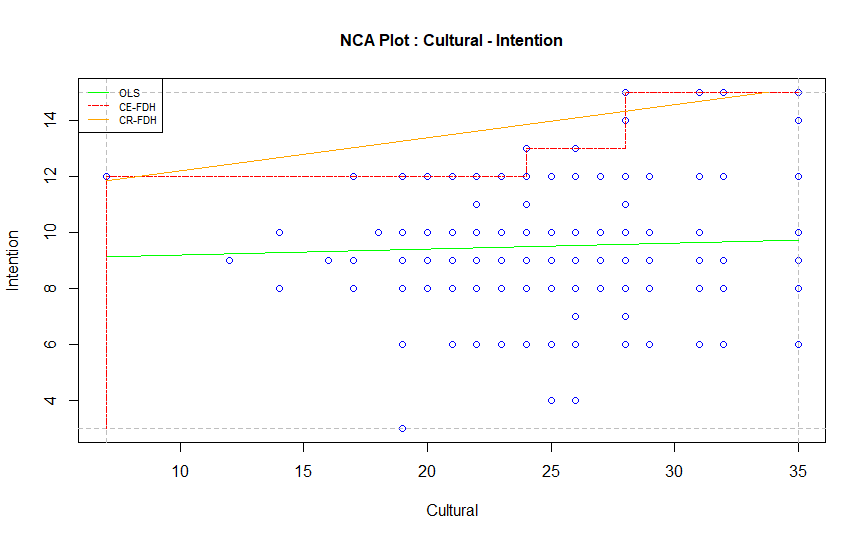 NCA Plot : Cultural - Intention
OLS
CE-FDH
CR-FDH
Intention
14
12
10
8
6
4
10 15 20 25 30 35
Cultural